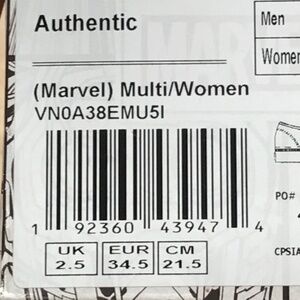 Authentic
Men
Women
(Marvel) Multi/Women
VN0A38EMU5I
1 92360 43947 4
UK EUR CM
2.5 34.5 21.5
PO#
CPSIA